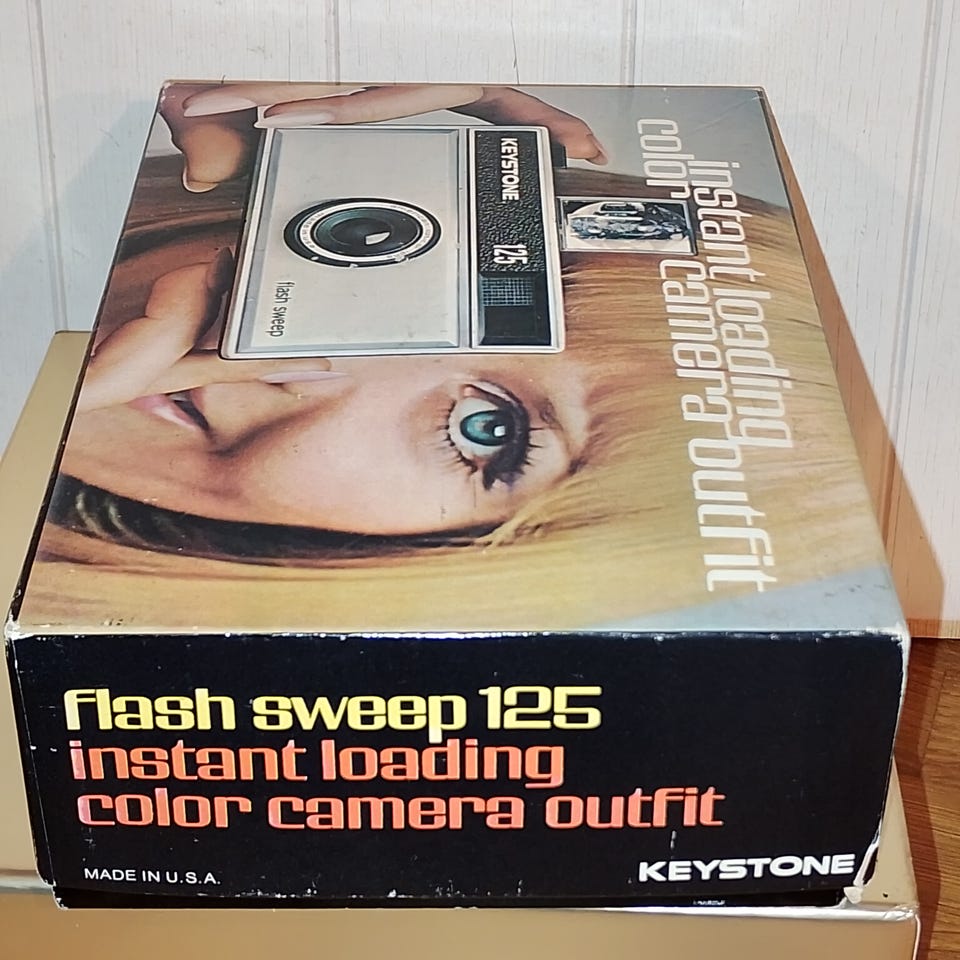 instant loading
color camera outfit
KEYSTONE 125
flash sweep
flash sweep 125
instant loading
color camera outfit
MADE IN U.S.A.
KEYSTONE